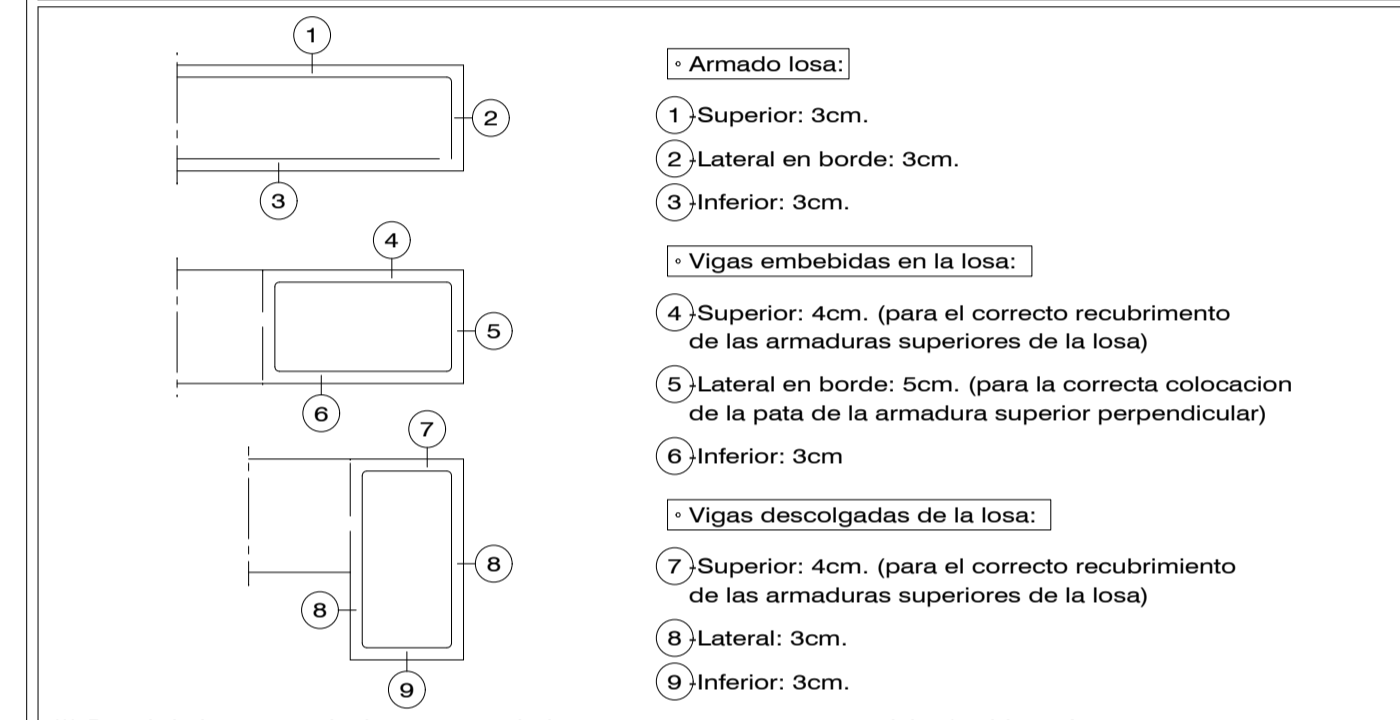 1
2
3
4
5
6
7
8
8
9
° Armado losa:
1 -Superior: 3cm.
2 -Lateral en borde: 3cm.
3 -Inferior: 3cm.
° Vigas embebidas en la losa:
4 -Superior: 4cm. (para el correcto recubrimento
de las armaduras superiores de la losa)
5 -Lateral en borde: 5cm. (para la correcta colocacion
de la pata de la armadura superior perpendicular)
6 -Inferior: 3cm
° Vigas descolgadas de la losa:
7 -Superior: 4cm. (para el correcto recubrimiento
de las armaduras superiores de la losa)
8 -Lateral: 3cm.
9 -Inferior: 3cm.